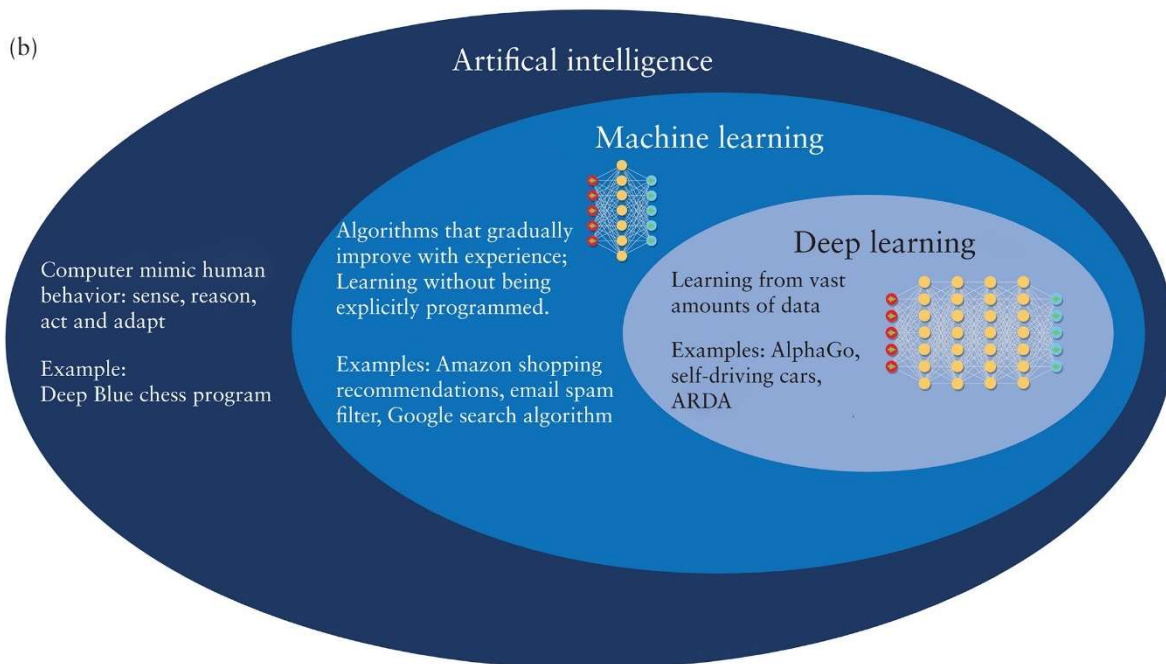 (b)
Artifical intelligence
Computer mimic human
behavior: sense, reason,
act and adapt
Example:
Deep Blue chess program
Machine learning
Algorithms that gradually
improve with experience;
Learning without being
explicitly programmed.
Examples: Amazon shopping
recommendations, email spam
filter, Google search algorithm
Deep learning
Learning from vast
amounts of data
Examples: AlphaGo,
self-driving cars,
ARDA